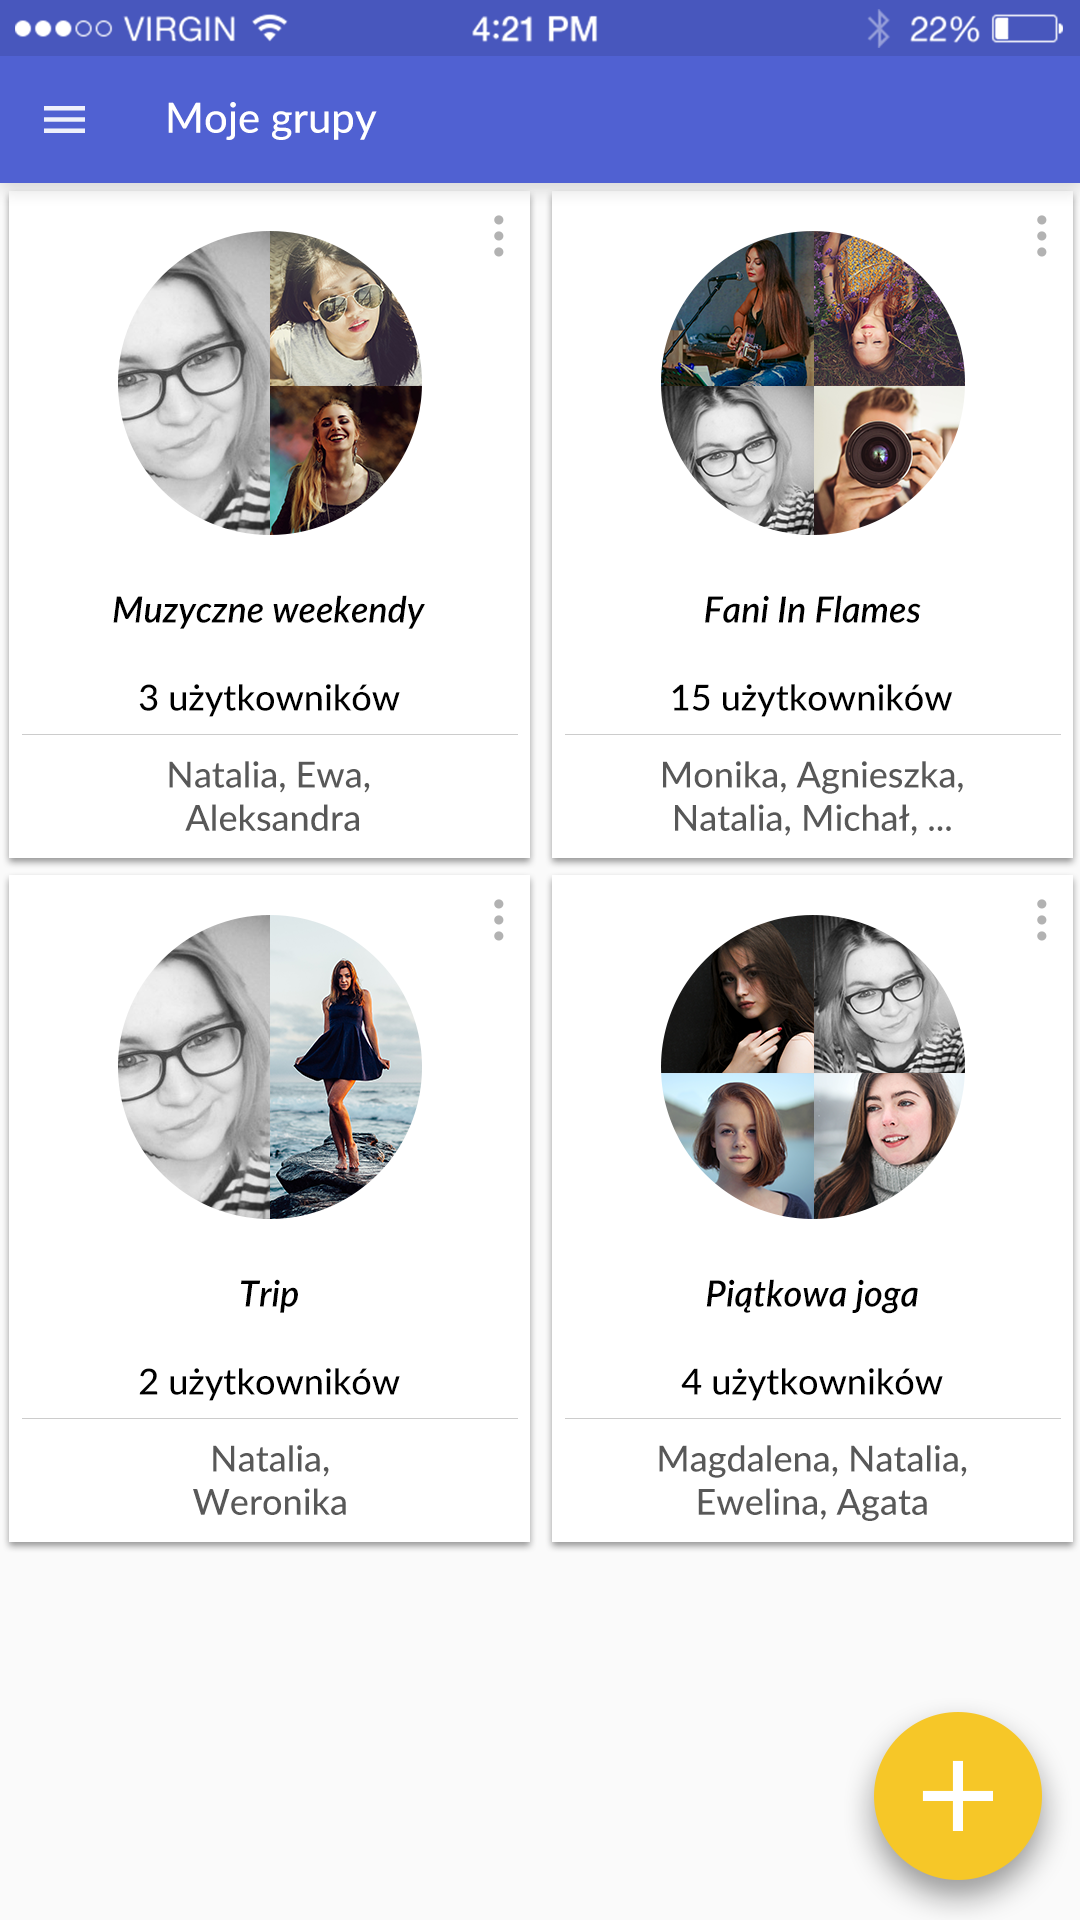 VIRGIN 4:21 PM 22%
Moje grupy
Muzyczne weekendy
3 użytkowników
Natalia, Ewa,
Aleksandra
Fani In Flames
15 użytkowników
Monika, Agnieszka,
Natalia, Michał, ...
Trip
2 użytkowników
Natalia,
Weronika
Piątkowa joga
4 użytkowników
Magdalena, Natalia,
Ewelina, Agata